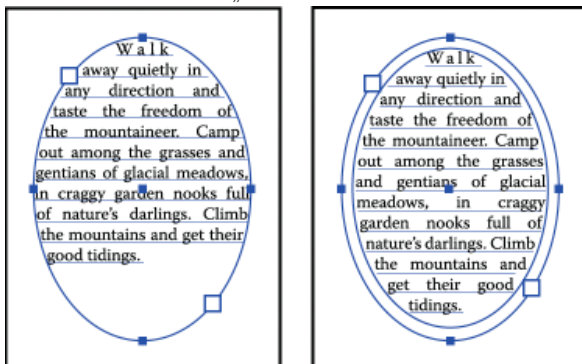 Walk
away quietly in
any direction and
taste the freedom of
the mountaineer. Camp
out among the grasses and
gentians of glacial meadows,
in craggy garden nooks full
of nature's darlings. Climb
the mountains and get their
good tidings.
Walk
away quietly in
any direction and
taste the freedom of
the mountaineer. Camp
out among the grasses
and gentians of glacial
meadows, in craggy
garden nooks full of
nature's darlings. Climb
the mountains and
get their good
tidings.